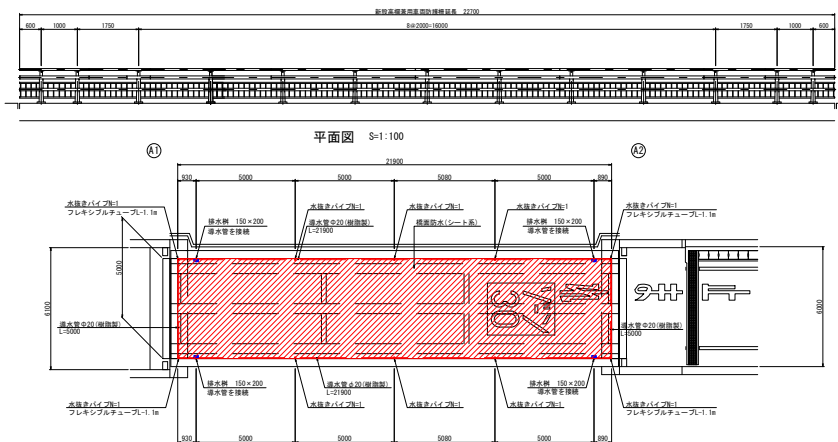 新設高欄兼用車両防護柵延長 22700
600 1000 1750 8@2000=16000 1750 1000 600
平面図 S=1:100
A1
A2
21900
930 5000 5000 5080 5000 890
水抜きパイプN=1
フレキシブルチューブL-1.1m
水抜きパイプN=1
水抜きパイプN=1
水抜きパイプN=1
水抜きパイプN=1
フレキシブルチューブL-1.1m
排水桝 150×200
導水管を接続
導水管Φ20(樹脂製)
L=21900
橋面防水(シート系)
排水桝 150×200
導水管を接続
5000
6100
6000
30
導水管Φ20(樹脂製)
L=5000
導水管Φ20(樹脂製)
L=5000
排水桝 150×200
導水管を接続
導水管φ20(樹脂製)
L=21900
排水桝 150×200
導水管を接続
水抜きパイプN=1
フレキシブルチューブL-1.1m
水抜きパイプN=1
水抜きパイプN=1
水抜きパイプN=1
水抜きパイプN=1
フレキシブルチューブL-1.1m
930 5000 5000 5080 5000 890